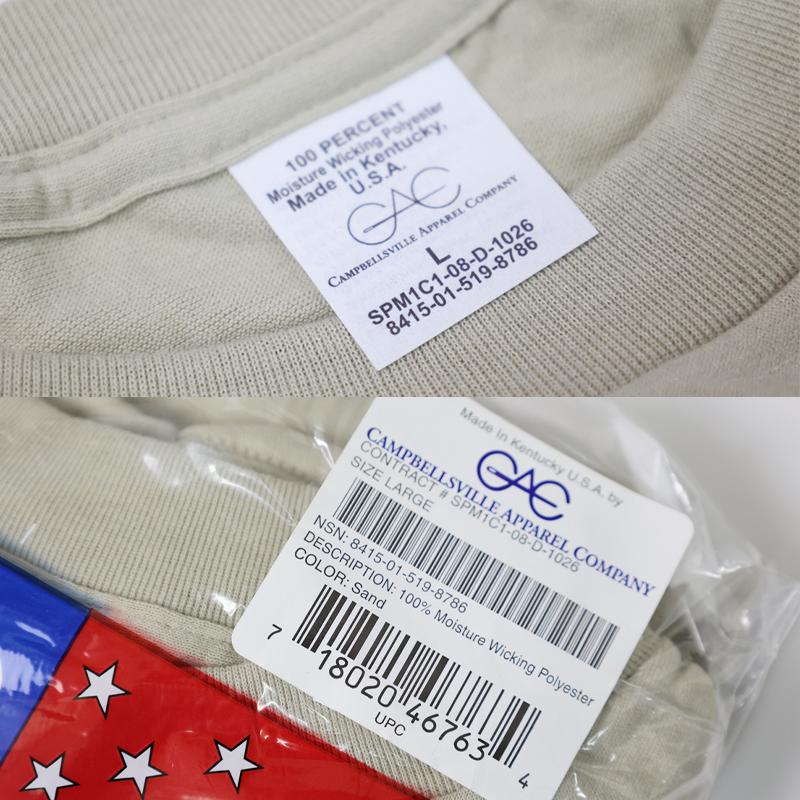 100 PERCENT
Moisture Wicking Polyester
Made in Kentucky,
U.S.A.
CAC
CAMPBELLSVILLE APPAREL COMPANY
L
SPM1C1-08-D-1026
8415-01-519-8786
Made In Kentucky U.S.A. by
CAC
CAMPBELLSVILLE APPAREL COMPANY
CONTRACT # SPM1C1-08-D-1026
SIZE LARGE
NSN: 8415-01-519-8786
DESCRIPTION: 100% Moisture Wicking Polyester
COLOR: Sand
7 18020 46763 4
UPC